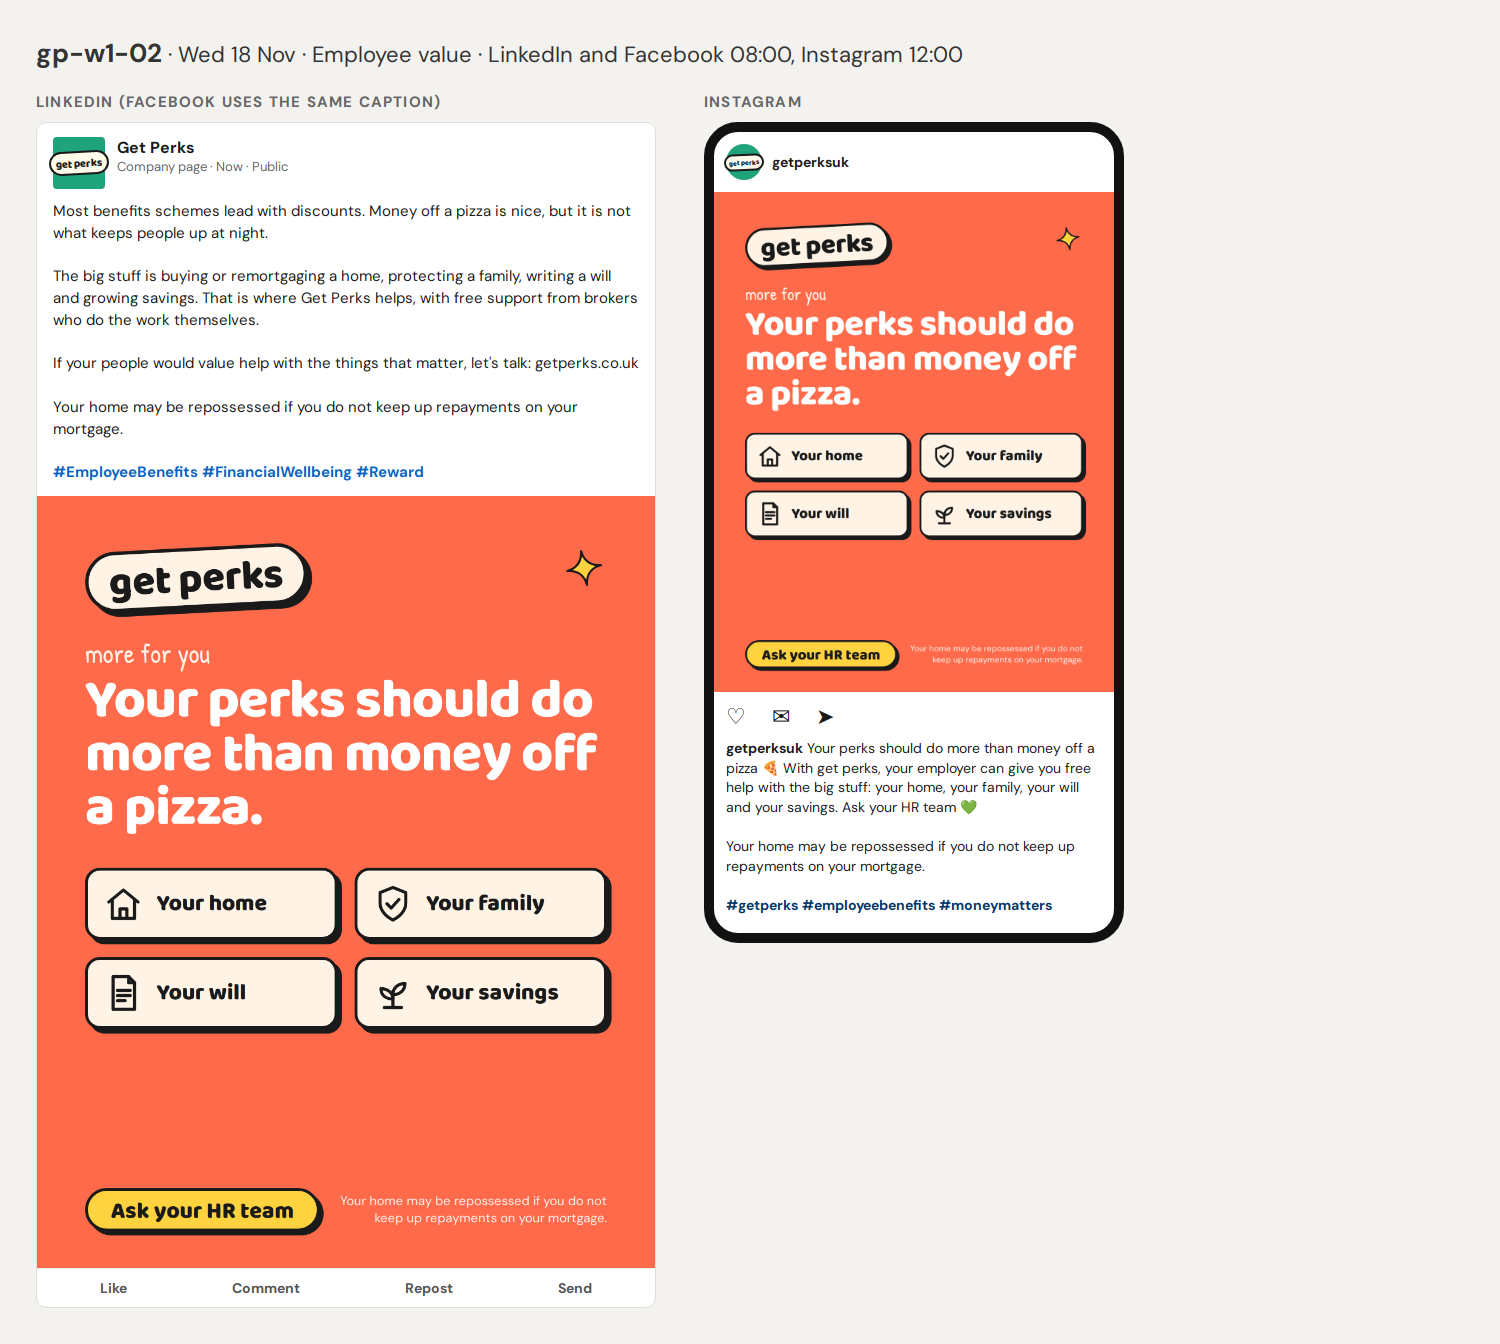 gp-w1-02 · Wed 18 Nov · Employee value · LinkedIn and Facebook 08:00, Instagram 12:00
LINKEDIN (FACEBOOK USES THE SAME CAPTION)
get perks
Get Perks
Company page · Now · Public
Most benefits schemes lead with discounts. Money off a pizza is nice, but it is not
what keeps people up at night.
The big stuff is buying or remortgaging a home, protecting a family, writing a will
and growing savings. That is where Get Perks helps, with free support from brokers
who do the work themselves.
If your people would value help with the things that matter, let's talk: getperks.co.uk
Your home may be repossessed if you do not keep up repayments on your
mortgage.
#EmployeeBenefits #FinancialWellbeing #Reward
get perks
more for you
Your perks should do
more than money off
a pizza.
Your home
Your family
Your will
Your savings
Ask your HR team
Your home may be repossessed if you do not
keep up repayments on your mortgage.
Like Comment Repost Send
INSTAGRAM
get perks
getperksuk
get perks
more for you
Your perks should do
more than money off
a pizza.
Your home
Your family
Your will
Your savings
Ask your HR team
Your home may be repossessed if you do not
keep up repayments on your mortgage.
getperksuk Your perks should do more than money off a
pizza 🍕 With get perks, your employer can give you free
help with the big stuff: your home, your family, your will
and your savings. Ask your HR team 💚
Your home may be repossessed if you do not keep up
repayments on your mortgage.
#getperks #employeebenefits #moneymatters